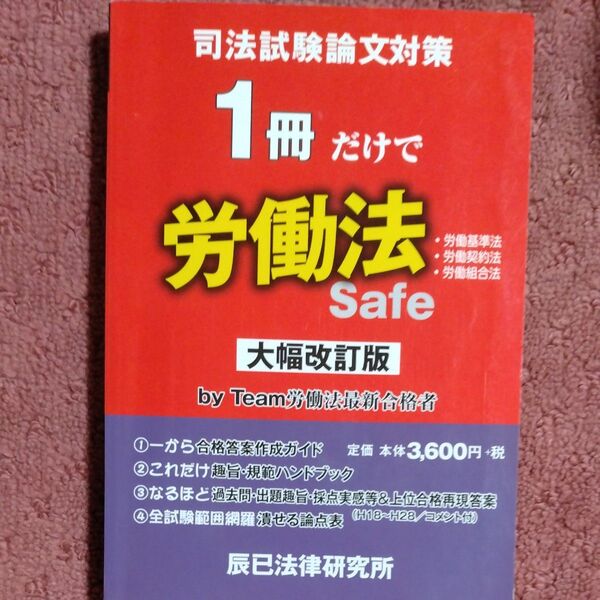 司法試験論文対策
1冊だけで
労働法
・労働基準法
・労働契約法
・労働組合法
Safe
大幅改訂版
by Team労働法最新合格者
①一から合格答案作成ガイド 定価 本体3,600円+税
②これだけ趣旨・規範ハンドブック
③なるほど過去問・出題趣旨・採点実感等&上位合格再現答案
④全試験範囲網羅潰せる論点表(H18〜H28/コメント付)
辰已法律研究所